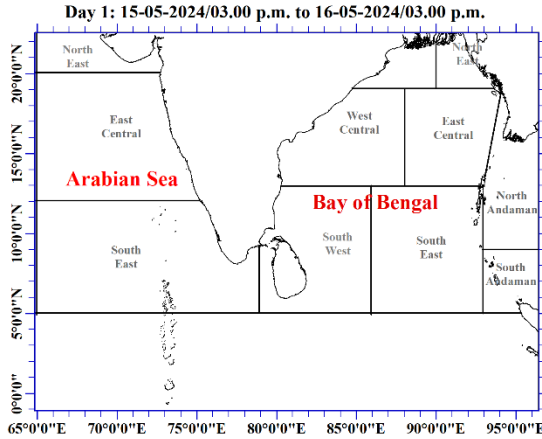 Day 1: 15-05-2024/03.00 p.m. to 16-05-2024/03.00 p.m.
North
East
North
East
20°0'0"N
East
Central
West
Central
East
Central
15°0'0"N
Arabian Sea
Bay of Bengal
North
Andaman
10°0'0"N
South
East
South
West
South
East
South
Andaman
5°0'0"N
0°0'0"
65°0'0"E 70°0'0"E 75°0'0"E 80°0'0"E 85°0'0"E 90°0'0"E 95°0'0"E